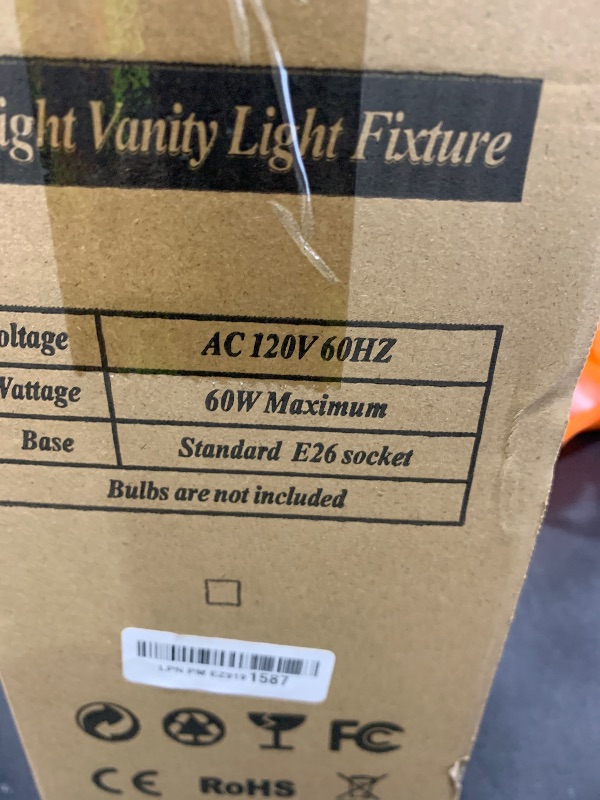 ight Vanity Light Fixture
oltage AC 120V 60HZ
Wattage 60W Maximum
Base Standard E26 socket
Bulbs are not included
1587
FC
CE RoHS